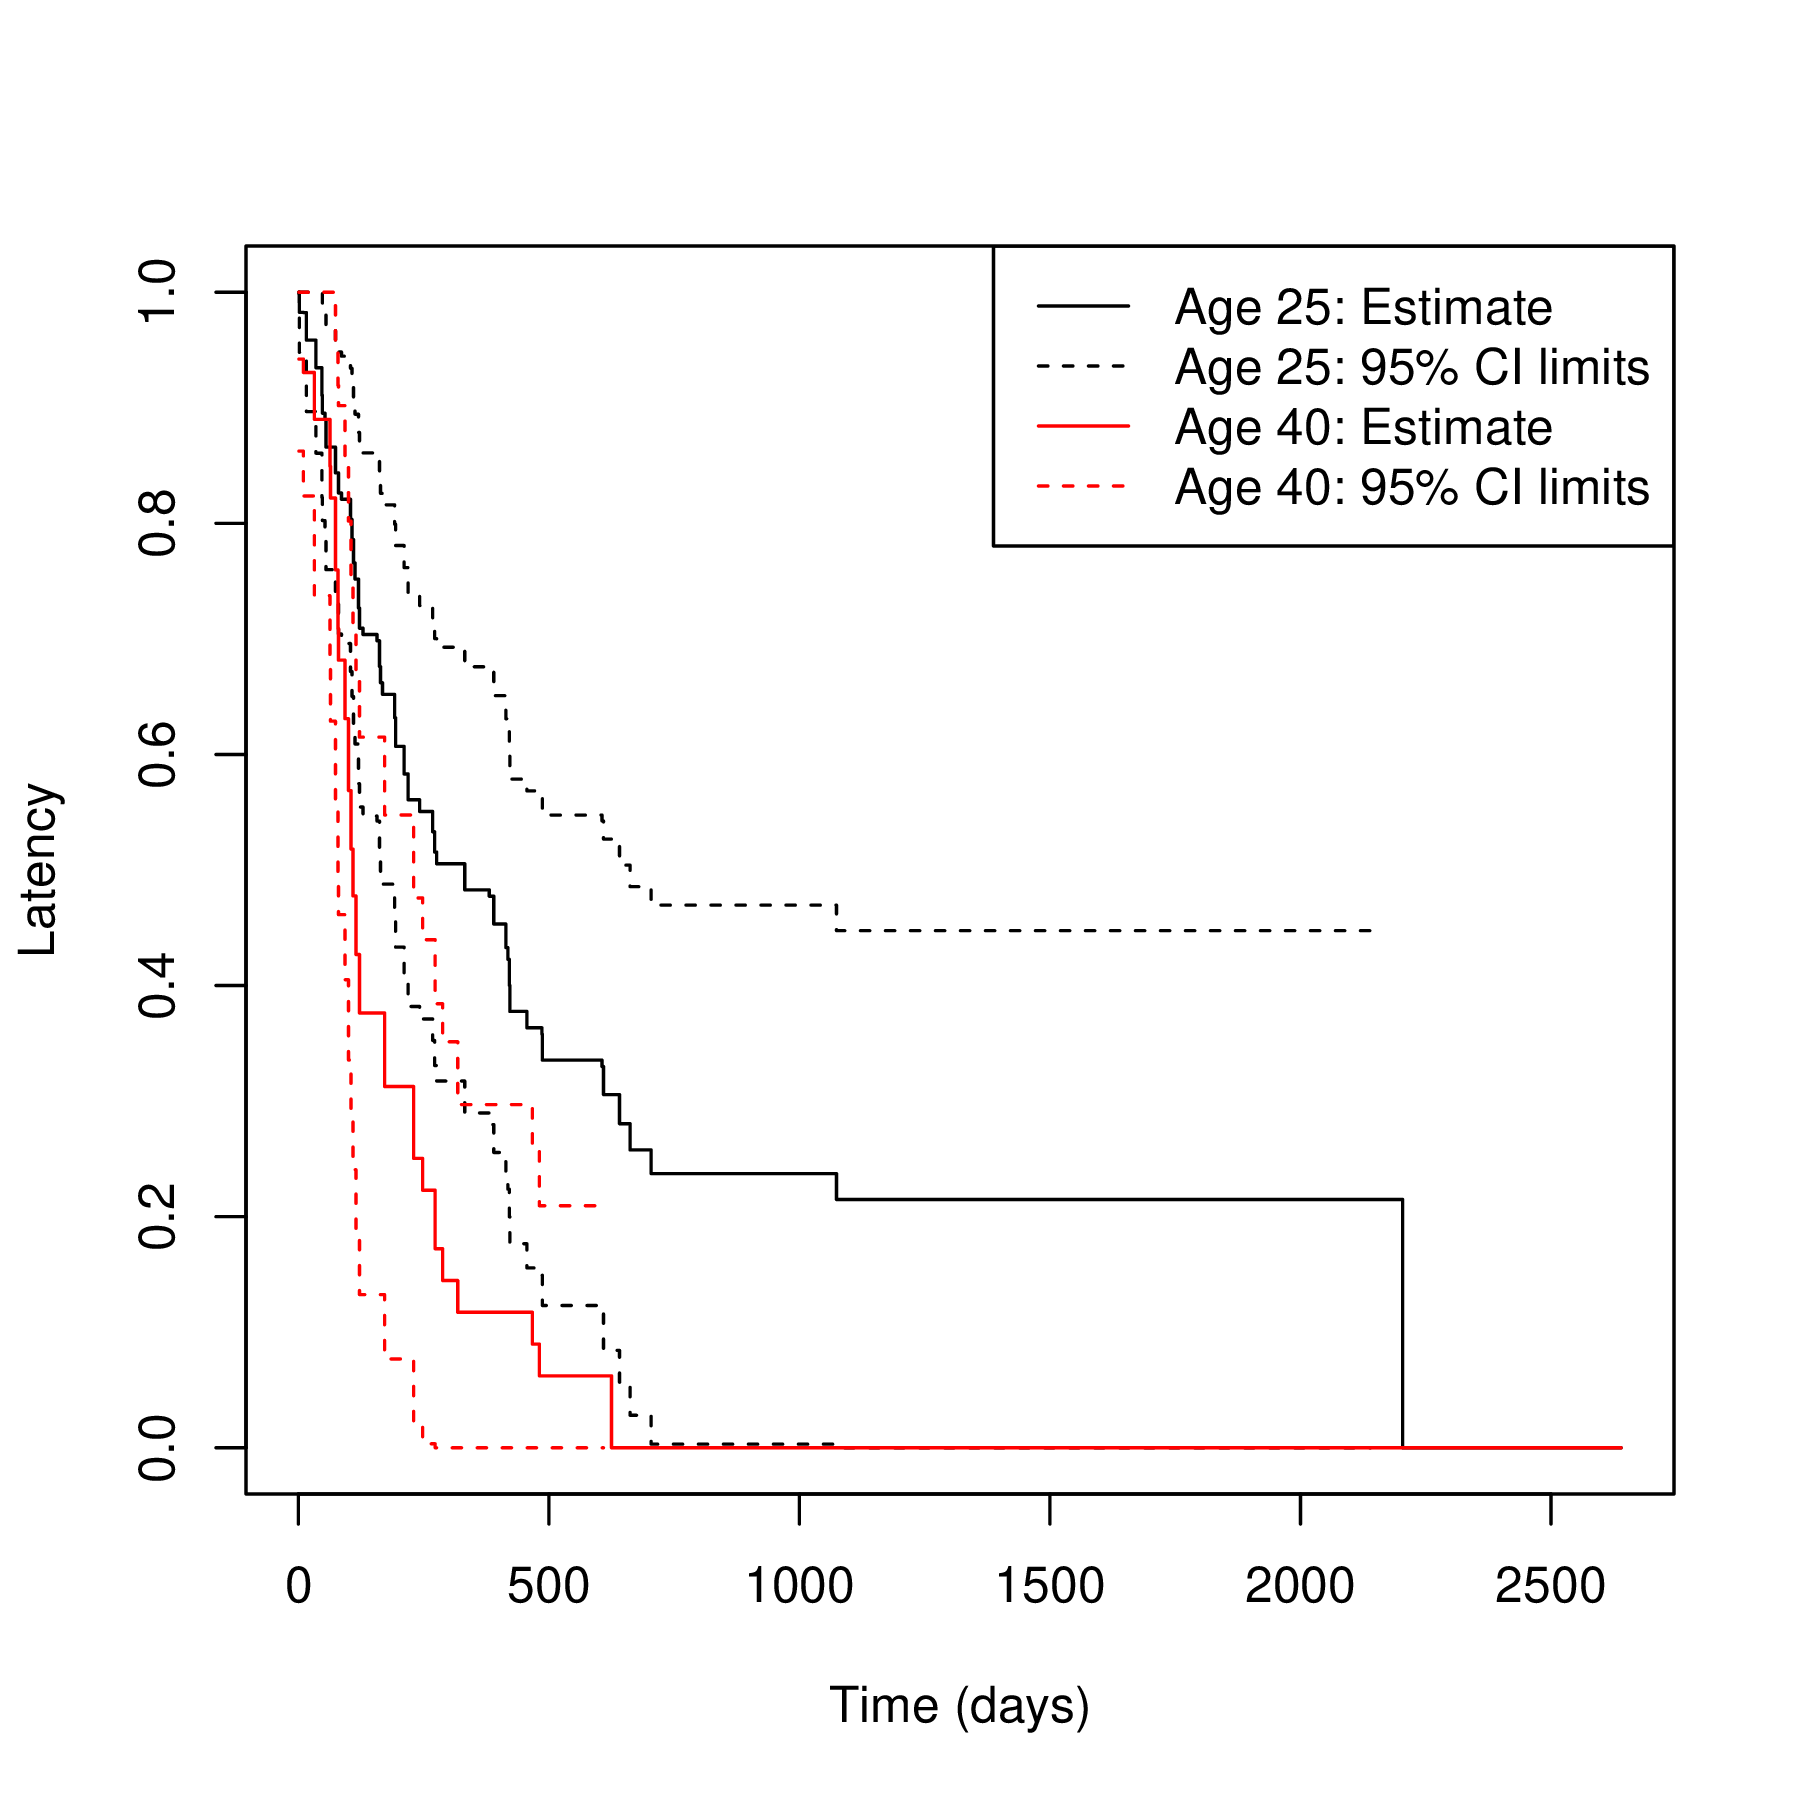 Age 25: Estimate
Age 25: 95% CI limits
Age 40: Estimate
Age 40: 95% CI limits
1.0
0.8
0.6
0.4
0.2
0.0
Latency
0 500 1000 1500 2000 2500
Time (days)